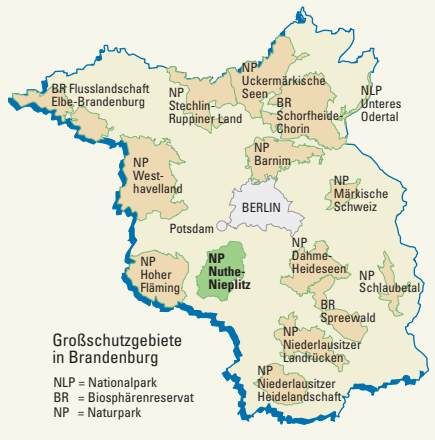 BR Flusslandschaft
Elbe-Brandenburg
NP
Stechlin-
Ruppiner Land
NP
Uckermärkische
Seen
BR
Schorfheide-
Chorin
NLP
Unteres
Odertal
NP
West-
havelland
NP
Barnim
NP
Märkische
Schweiz
BERLIN
Potsdam
NP
Hoher
Fläming
NP
Nuthe-
Nieplitz
NP
Dahme-
Heideseen
NP
Schlaubetal
BR
Spreewald
NP
Niederlausitzer
Landrücken
NP
Niederlausitzer
Heidelandschaft
Großschutzgebiete
in Brandenburg
NLP = Nationalpark
BR = Biosphärenreservat
NP = Naturpark